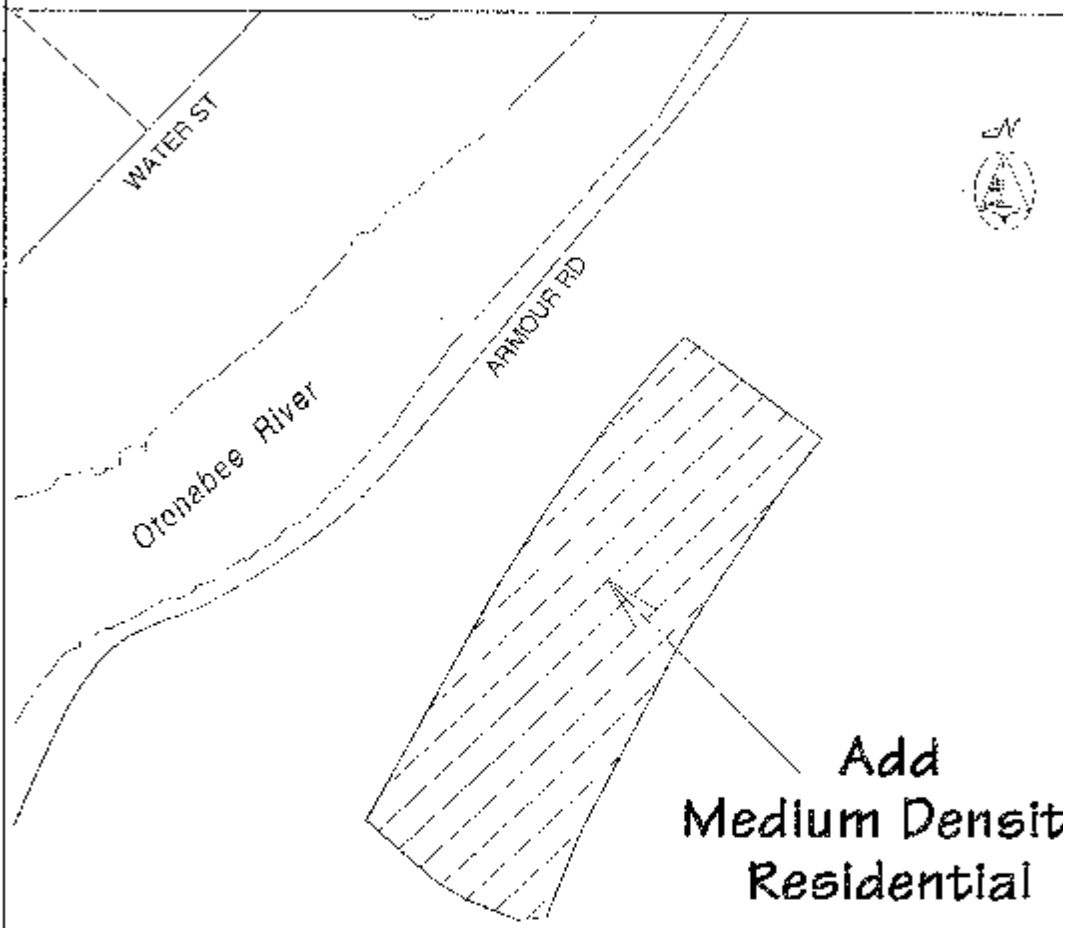 WATER ST
N
ARMOUR RD
Otonabee River
Add
Medium Densit
Residential